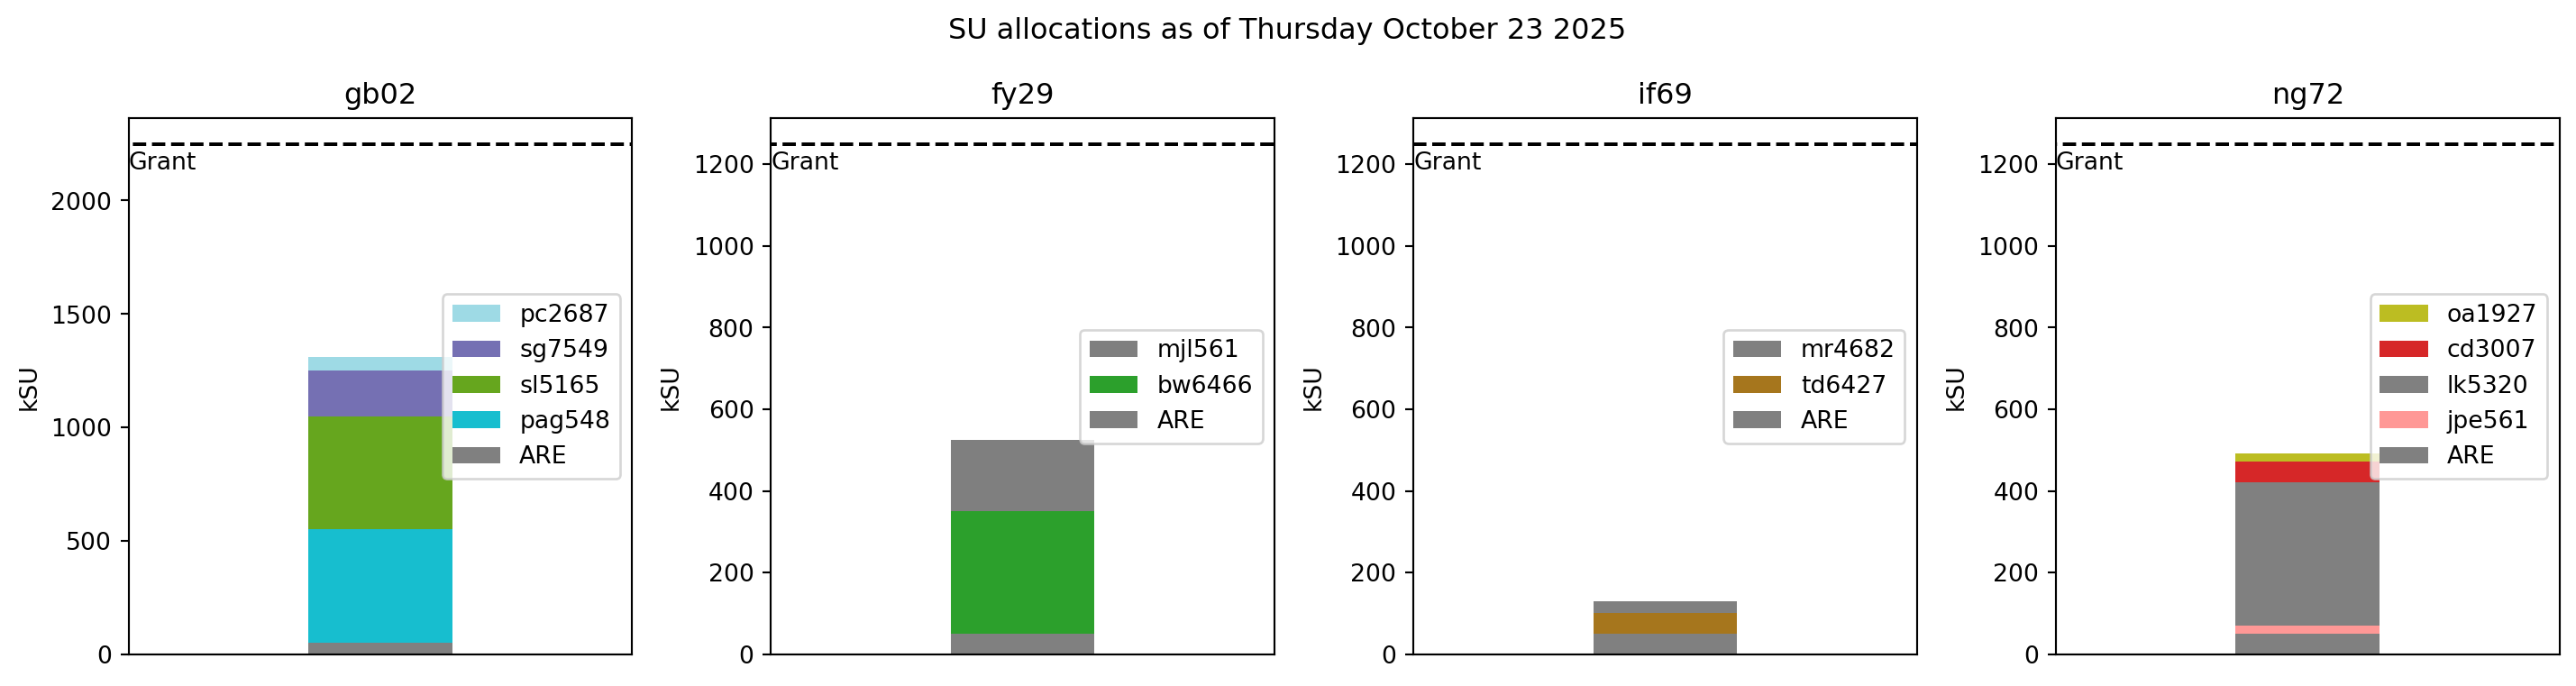 SU allocations as of Thursday October 23 2025
gb02
kSU
2000
1500
1000
500
0
Grant
pc2687
sg7549
sl5165
pag548
ARE
fy29
kSU
1200
1000
800
600
400
200
0
Grant
mjl561
bw6466
ARE
if69
kSU
1200
1000
800
600
400
200
0
Grant
mr4682
td6427
ARE
ng72
kSU
1200
1000
800
600
400
200
0
Grant
oa1927
cd3007
lk5320
jpe561
ARE